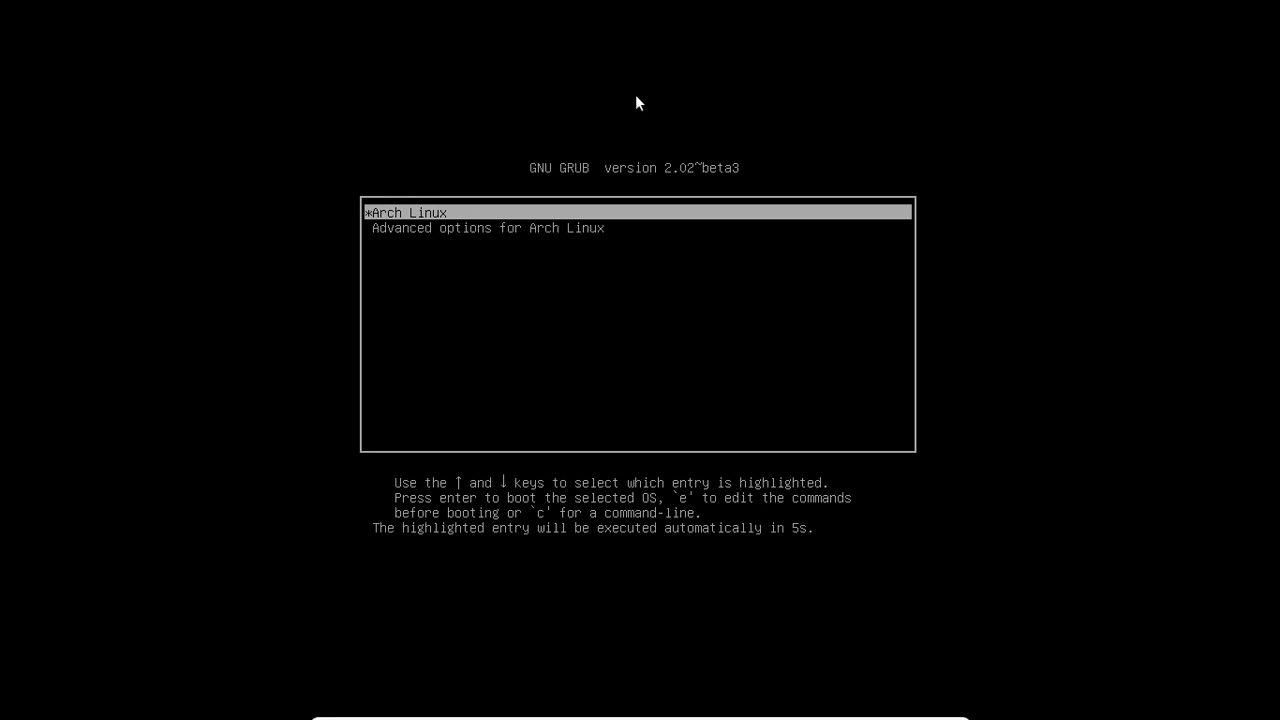 GNU GRUB  version 2.02~beta3
*Arch Linux
Advanced options for Arch Linux
Use the ↑ and ↓ keys to select which entry is highlighted.
Press enter to boot the selected OS, `e' to edit the commands
before booting or `c' for a command-line.
The highlighted entry will be executed automatically in 5s.